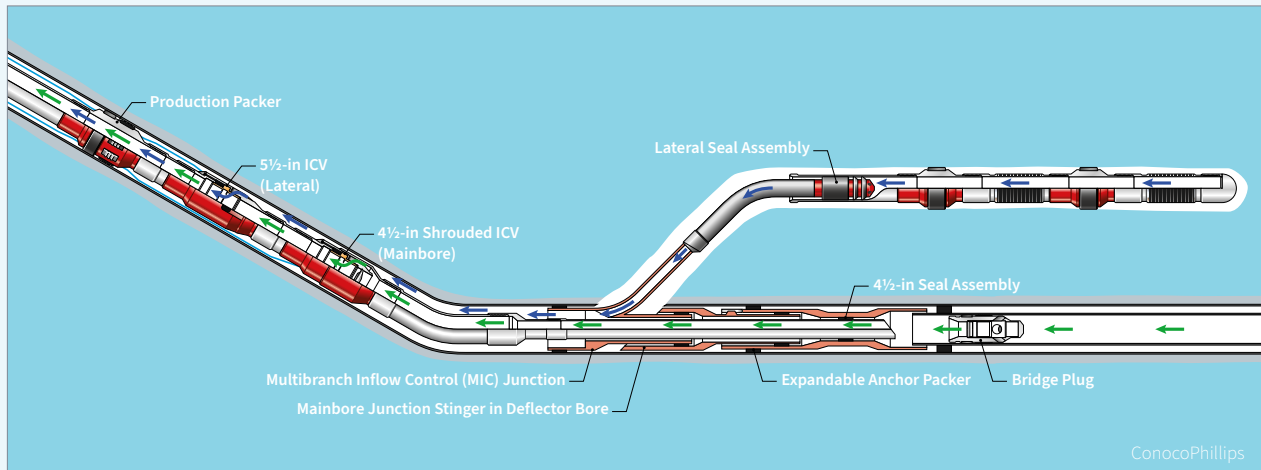 Production Packer
5½-in ICV
(Lateral)
Lateral Seal Assembly
4½-in Shrouded ICV
(Mainbore)
4½-in Seal Assembly
Multibranch Inflow Control (MIC) Junction
Expandable Anchor Packer
Bridge Plug
Mainbore Junction Stinger in Deflector Bore
ConocoPhillips